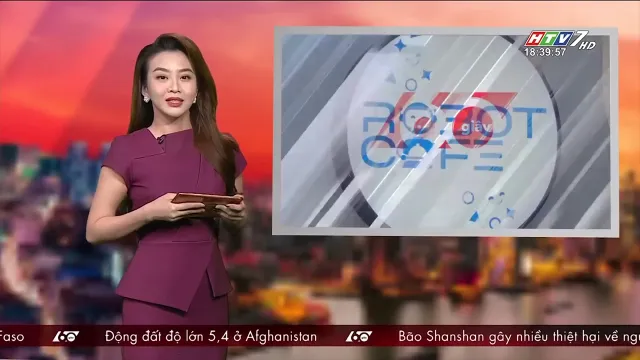 HTV7 HD
18:39:57
ROBOT
giây
CAFE
Faso
60 Động đất độ lớn 5,4 ở Afghanistan
60 Bão Shanshan gây nhiều thiệt hại về